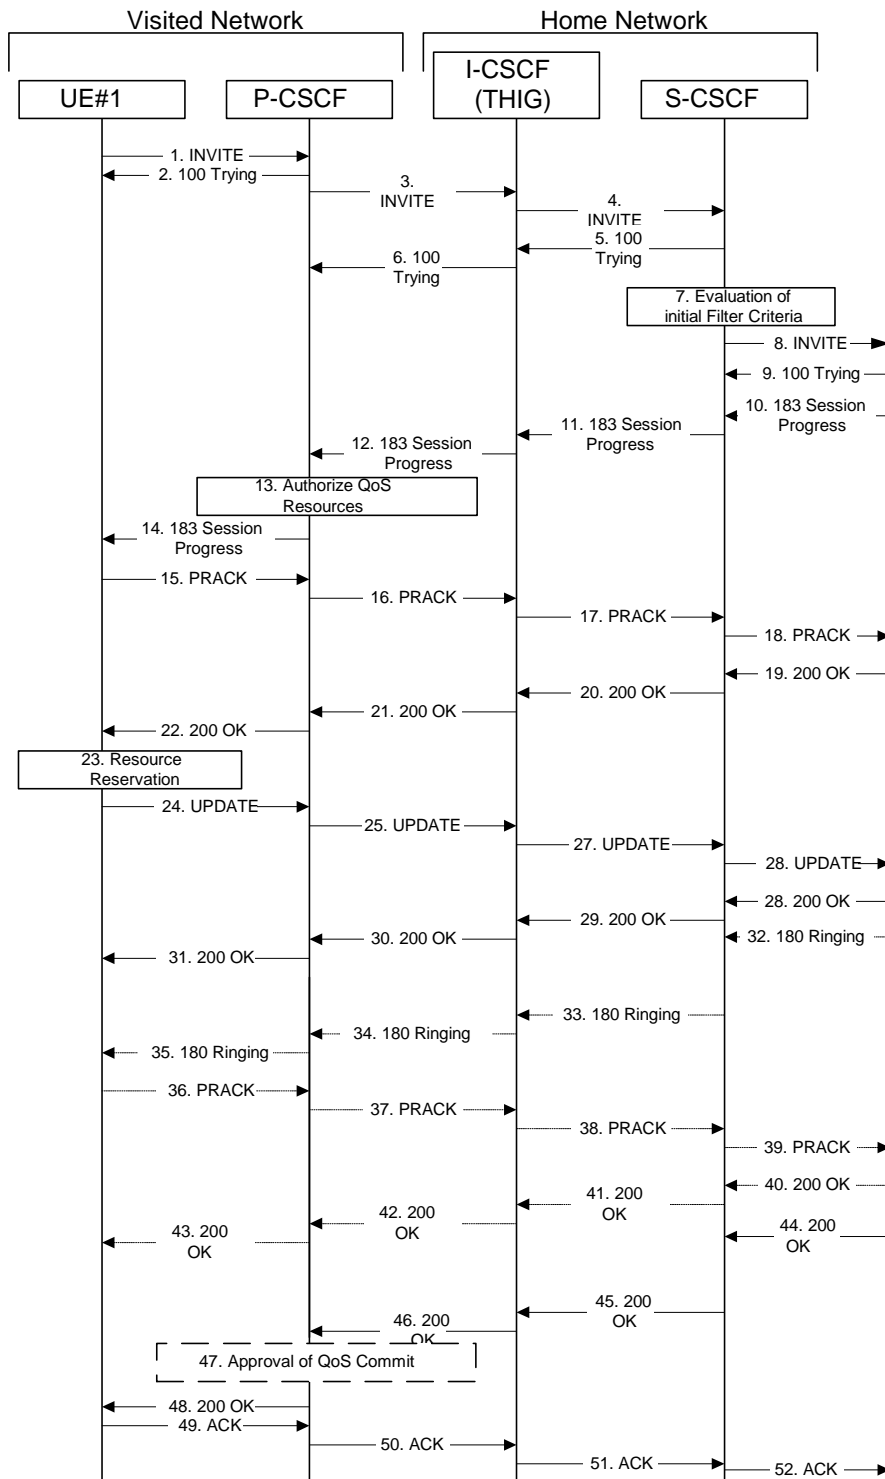 Visited Network
Home Network
UE#1
P-CSCF
I-CSCF
(THIG)
S-CSCF
1. INVITE
2. 100 Trying
3.
INVITE
4.
INVITE
5. 100
Trying
6. 100
Trying
7. Evaluation of
initial Filter Criteria
8. INVITE
9. 100 Trying
10. 183 Session
Progress
11. 183 Session
Progress
12. 183 Session
Progress
13. Authorize QoS
Resources
14. 183 Session
Progress
15. PRACK
16. PRACK
17. PRACK
18. PRACK
19. 200 OK
20. 200 OK
21. 200 OK
22. 200 OK
23. Resource
Reservation
24. UPDATE
25. UPDATE
27. UPDATE
28. UPDATE
28. 200 OK
29. 200 OK
30. 200 OK
32. 180 Ringing
31. 200 OK
33. 180 Ringing
34. 180 Ringing
35. 180 Ringing
36. PRACK
37. PRACK
38. PRACK
39. PRACK
40. 200 OK
41. 200
OK
42. 200
OK
43. 200
OK
44. 200
OK
45. 200
OK
46. 200
OK
47. Approval of QoS Commit
48. 200 OK
49. ACK
50. ACK
51. ACK
52. ACK